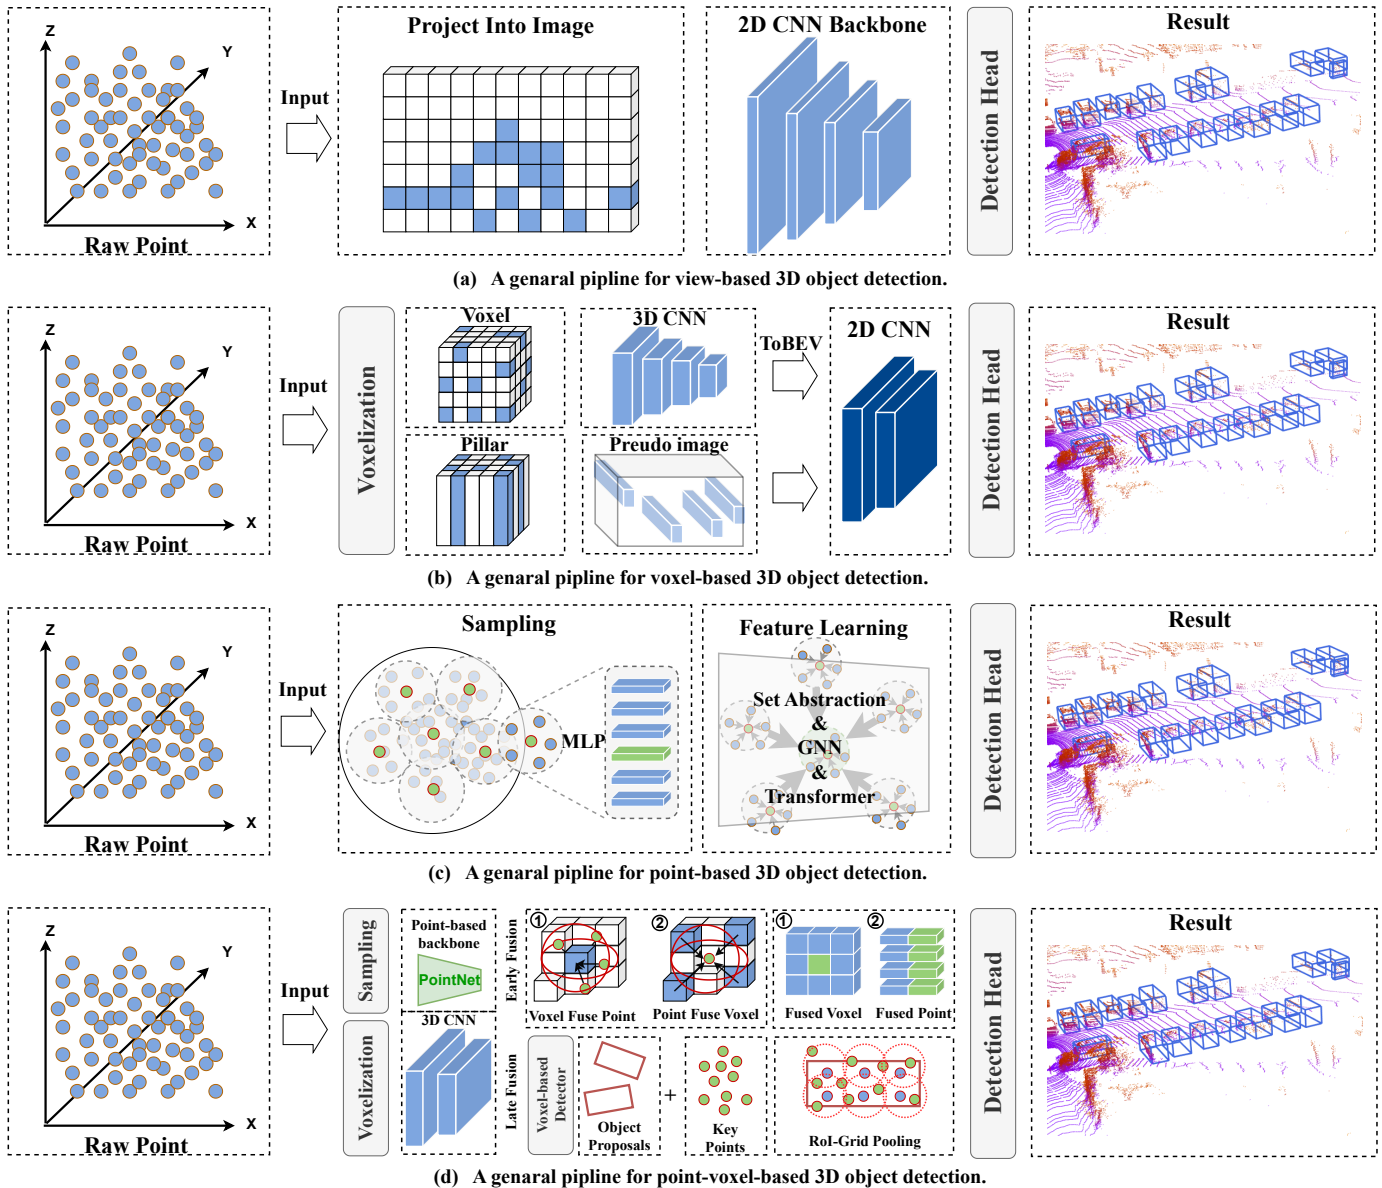 Z
Y
X
Raw Point
Input
Project Into Image
2D CNN Backbone
Detection Head
Result
(a) A genaral pipline for view-based 3D object detection.
Z
Y
X
Raw Point
Input
Voxelization
Voxel
Pillar
3D CNN
Preudo image
ToBEV
2D CNN
Detection Head
Result
(b) A genaral pipline for voxel-based 3D object detection.
Z
Y
X
Raw Point
Input
Sampling
MLP
Feature Learning
Set Abstraction
&
GNN
&
Transformer
Detection Head
Result
(c) A genaral pipline for point-based 3D object detection.
Z
Y
X
Raw Point
Input
Sampling
Voxelization
Point-based
backbone
PointNet
3D CNN
Early Fusion
①
Voxel Fuse Point
②
Point Fuse Voxel
①
Fused Voxel
②
Fused Point
Late Fusion
Voxel-based
Detector
Object
Proposals
+
Key
Points
RoI-Grid Pooling
Detection Head
Result
(d) A genaral pipline for point-voxel-based 3D object detection.